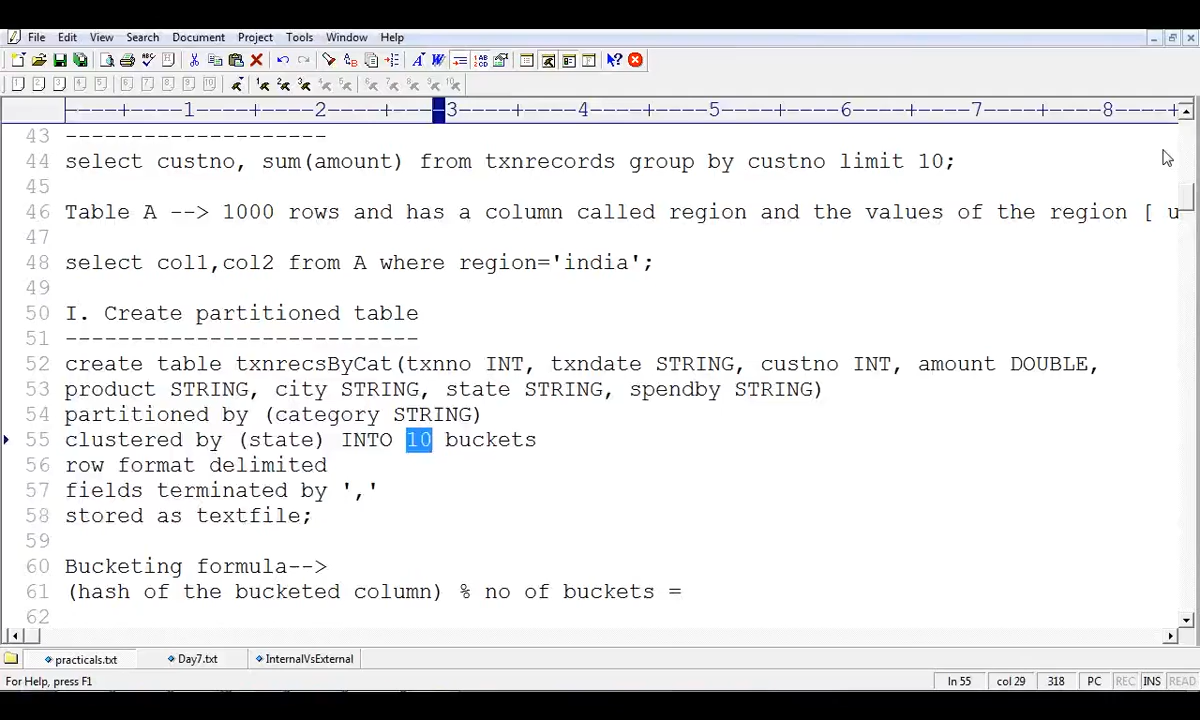 File Edit View Search Document Project Tools Window Help
----+----1----+----2----+----3----+----4----+----5----+----6----+----7----+----8----+
43 --------------------
44 select custno, sum(amount) from txnrecords group by custno limit 10;
45
46 Table A --> 1000 rows and has a column called region and the values of the region [ u
47
48 select col1,col2 from A where region='india';
49
50 I. Create partitioned table
51 ---------------------------
52 create table txnrecsByCat(txnno INT, txndate STRING, custno INT, amount DOUBLE,
53 product STRING, city STRING, state STRING, spendby STRING)
54 partitioned by (category STRING)
55 clustered by (state) INTO 10 buckets
56 row format delimited
57 fields terminated by ','
58 stored as textfile;
59
60 Bucketing formula-->
61 (hash of the bucketed column) % no of buckets =
62
practicals.txt Day7.txt InternalVsExternal
For Help, press F1 ln 55 col 29 318 PC REC INS READ